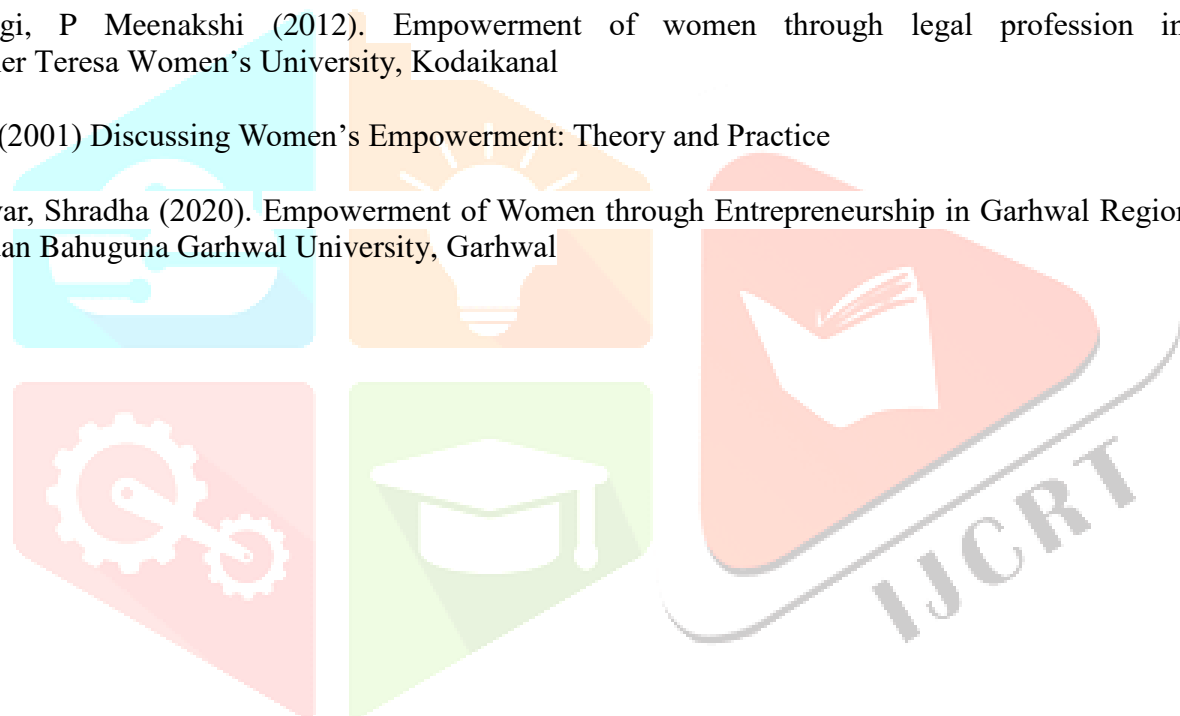 gi, P Meenakshi (2012). Empowerment of women through legal profession in
er Teresa Women's University, Kodaikanal
(2001) Discussing Women's Empowerment: Theory and Practice
ar, Shradha (2020). Empowerment of Women through Entrepreneurship in Garhwal Region
an Bahuguna Garhwal University, Garhwal
IJCRT